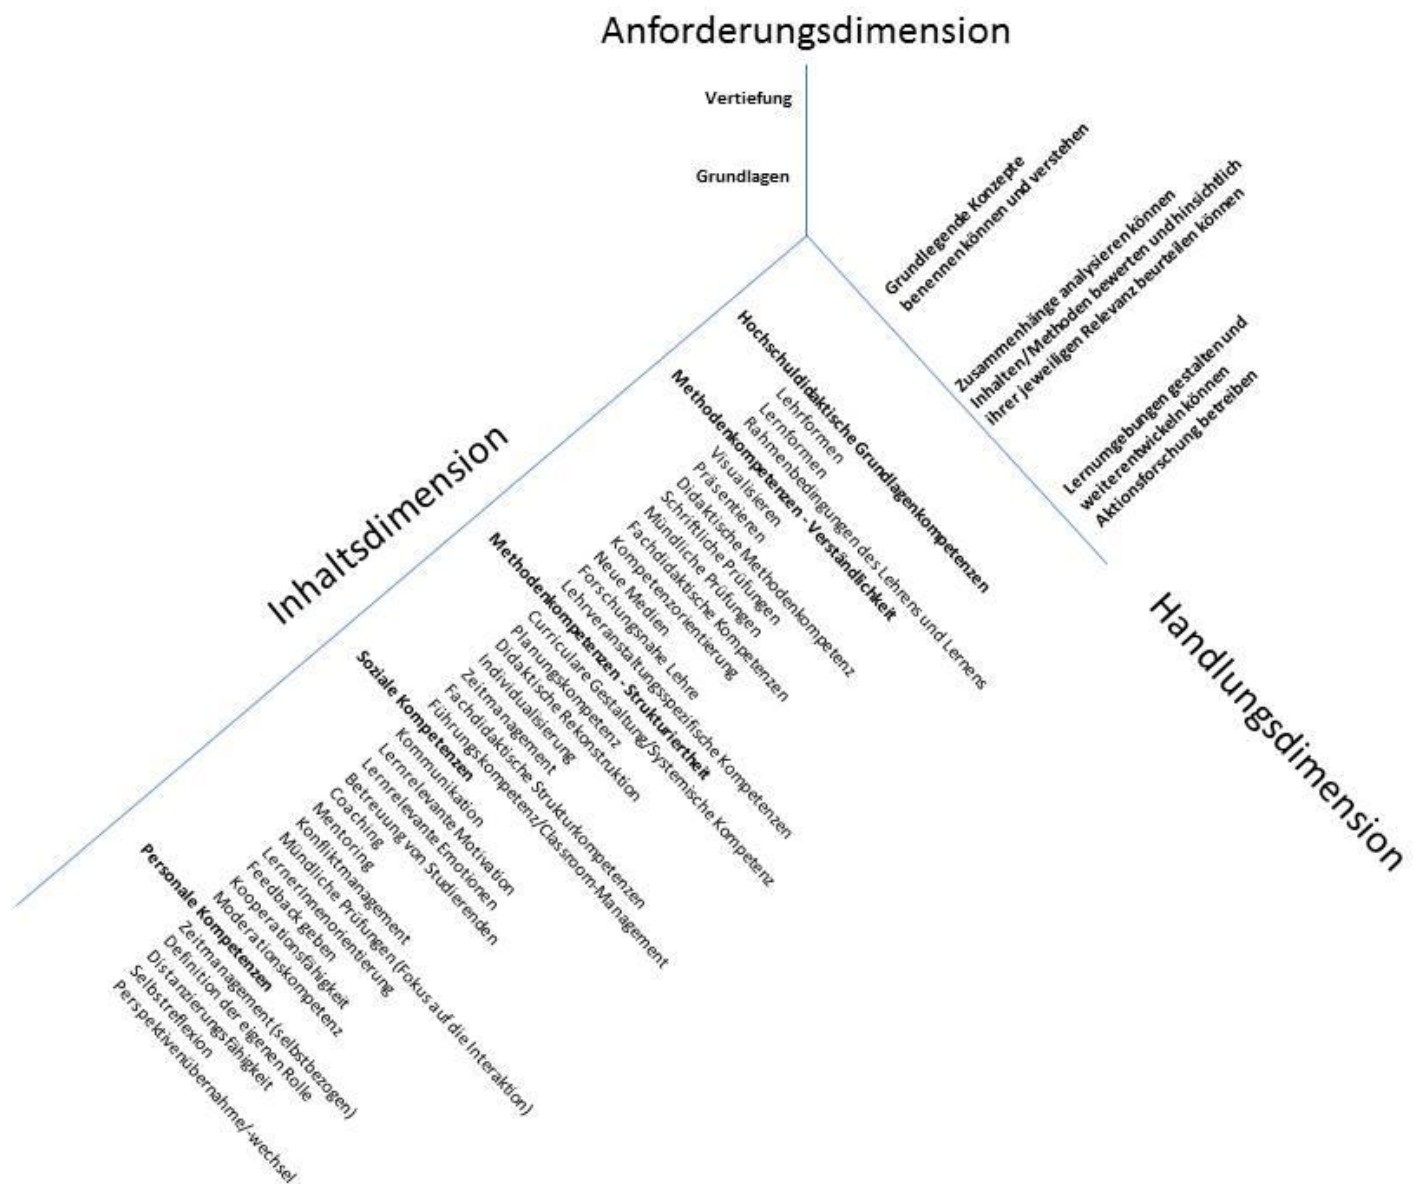 Anforderungsdimension
Vertiefung
Grundlagen
Grundlegende Konzepte
benennen können und verstehen
Zusammenhänge analysieren können
Inhalten/Methoden bewerten und hinsichtlich
ihrer jeweiligen Relevanz beurteilen können
Lernumgebungen gestalten und
weiterentwickeln können
Aktionsforschung betreiben
Handlungsdimension
Inhaltsdimension
Hochschuldidaktische Grundlagenkompetenzen
Lehrformen
Lernformen
Rahmenbedingungen des Lehrens und Lernens
Methodenkompetenzen - Verständlichkeit
Visualisieren
Präsentieren
Didaktische Methodenkompetenz
Schriftliche Prüfungen
Mündliche Prüfungen
Fachdidaktische Kompetenzen
Kompetenzorientierung
Neue Medien
Forschungsnahe Lehre
Lehrveranstaltungsspezifische Kompetenzen
Methodenkompetenzen - Strukturiertheit
Curriculare Gestaltung/Systemische Kompetenz
Planungskompetenz
Didaktische Rekonstruktion
Individualisierung
Zeitmanagement
Fachdidaktische Strukturkompetenzen
Führungskompetenz/Classroom-Management
Soziale Kompetenzen
Kommunikation
Lernrelevante Motivation
Lernrelevante Emotionen
Betreuung von Studierenden
Coaching
Mentoring
Konfliktmanagement
Mündliche Prüfungen (Fokus auf die Interaktion)
LernerInnenorientierung
Feedback geben
Kooperationsfähigkeit
Moderationskompetenz
Personale Kompetenzen
Zeitmanagement (selbstbezogen)
Definition der eigenen Rolle
Distanzierungsfähigkeit
Selbstreflexion
Perspektivenübernahme/-wechsel